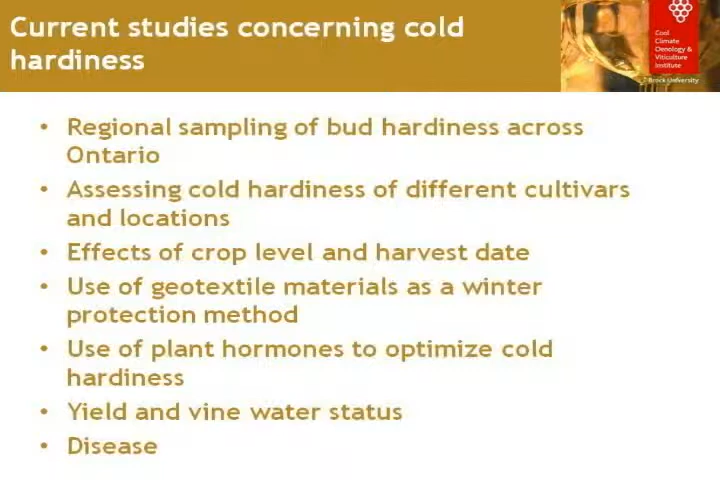 Current studies concerning cold
hardiness
Cool
Climate
Oenology &
Viticulture
Institute
Brock University
• Regional sampling of bud hardiness across
Ontario
• Assessing cold hardiness of different cultivars
and locations
• Effects of crop level and harvest date
• Use of geotextile materials as a winter
protection method
• Use of plant hormones to optimize cold
hardiness
• Yield and vine water status
• Disease